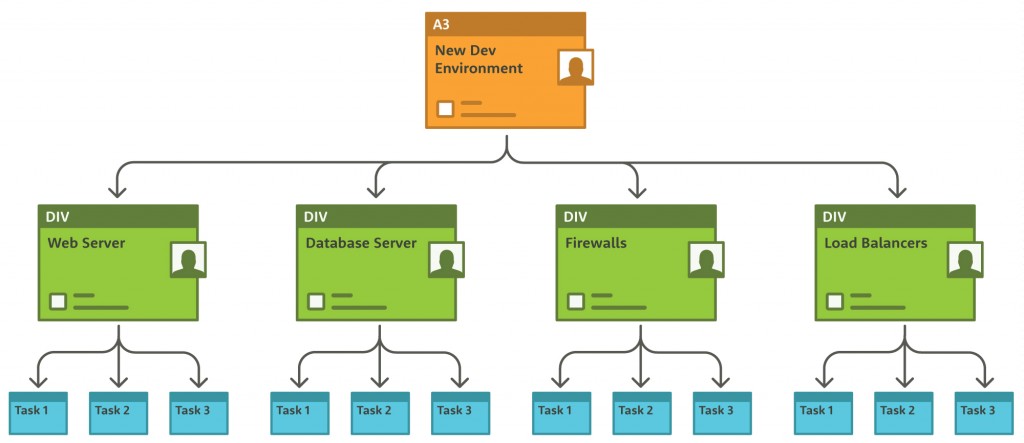 A3
New Dev
Environment
DIV
Web Server
DIV
Database Server
DIV
Firewalls
DIV
Load Balancers
Task 1
Task 2
Task 3
Task 1
Task 2
Task 3
Task 1
Task 2
Task 3
Task 1
Task 2
Task 3